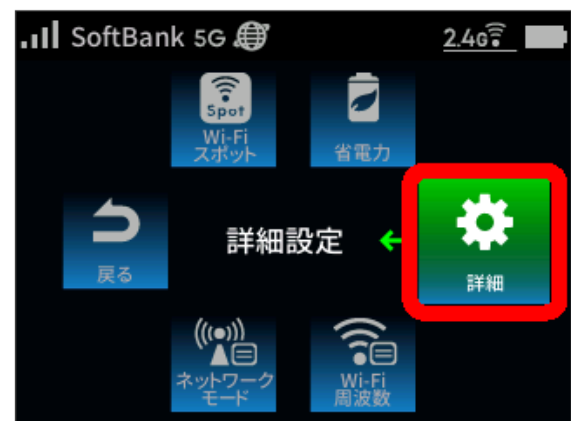 SoftBank 5G
2.4G
Spot
Wi-Fi
スポット
省電力
戻る
詳細設定
詳細
ネットワーク
モード
Wi-Fi
周波数